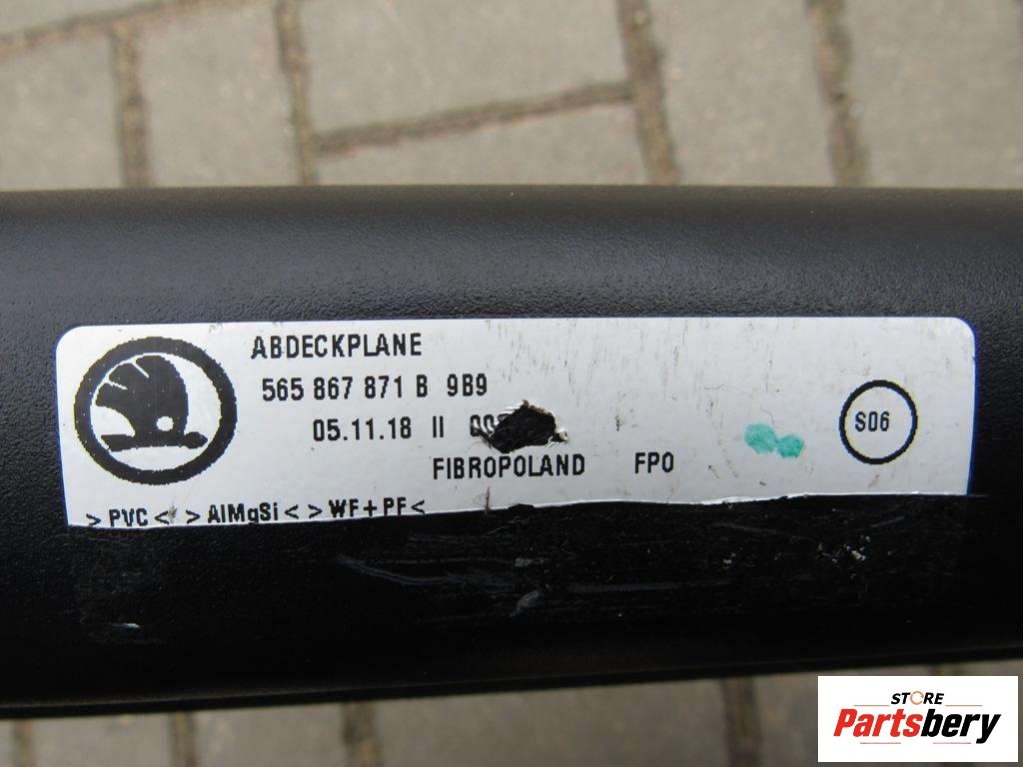 ABDECKPLANE
565 867 871 B 9B9
05.11.18 II
FIBROPOLAND FPO
S06
>PVC< >AlMgSi< >WF+PF<
STORE
Partsbery